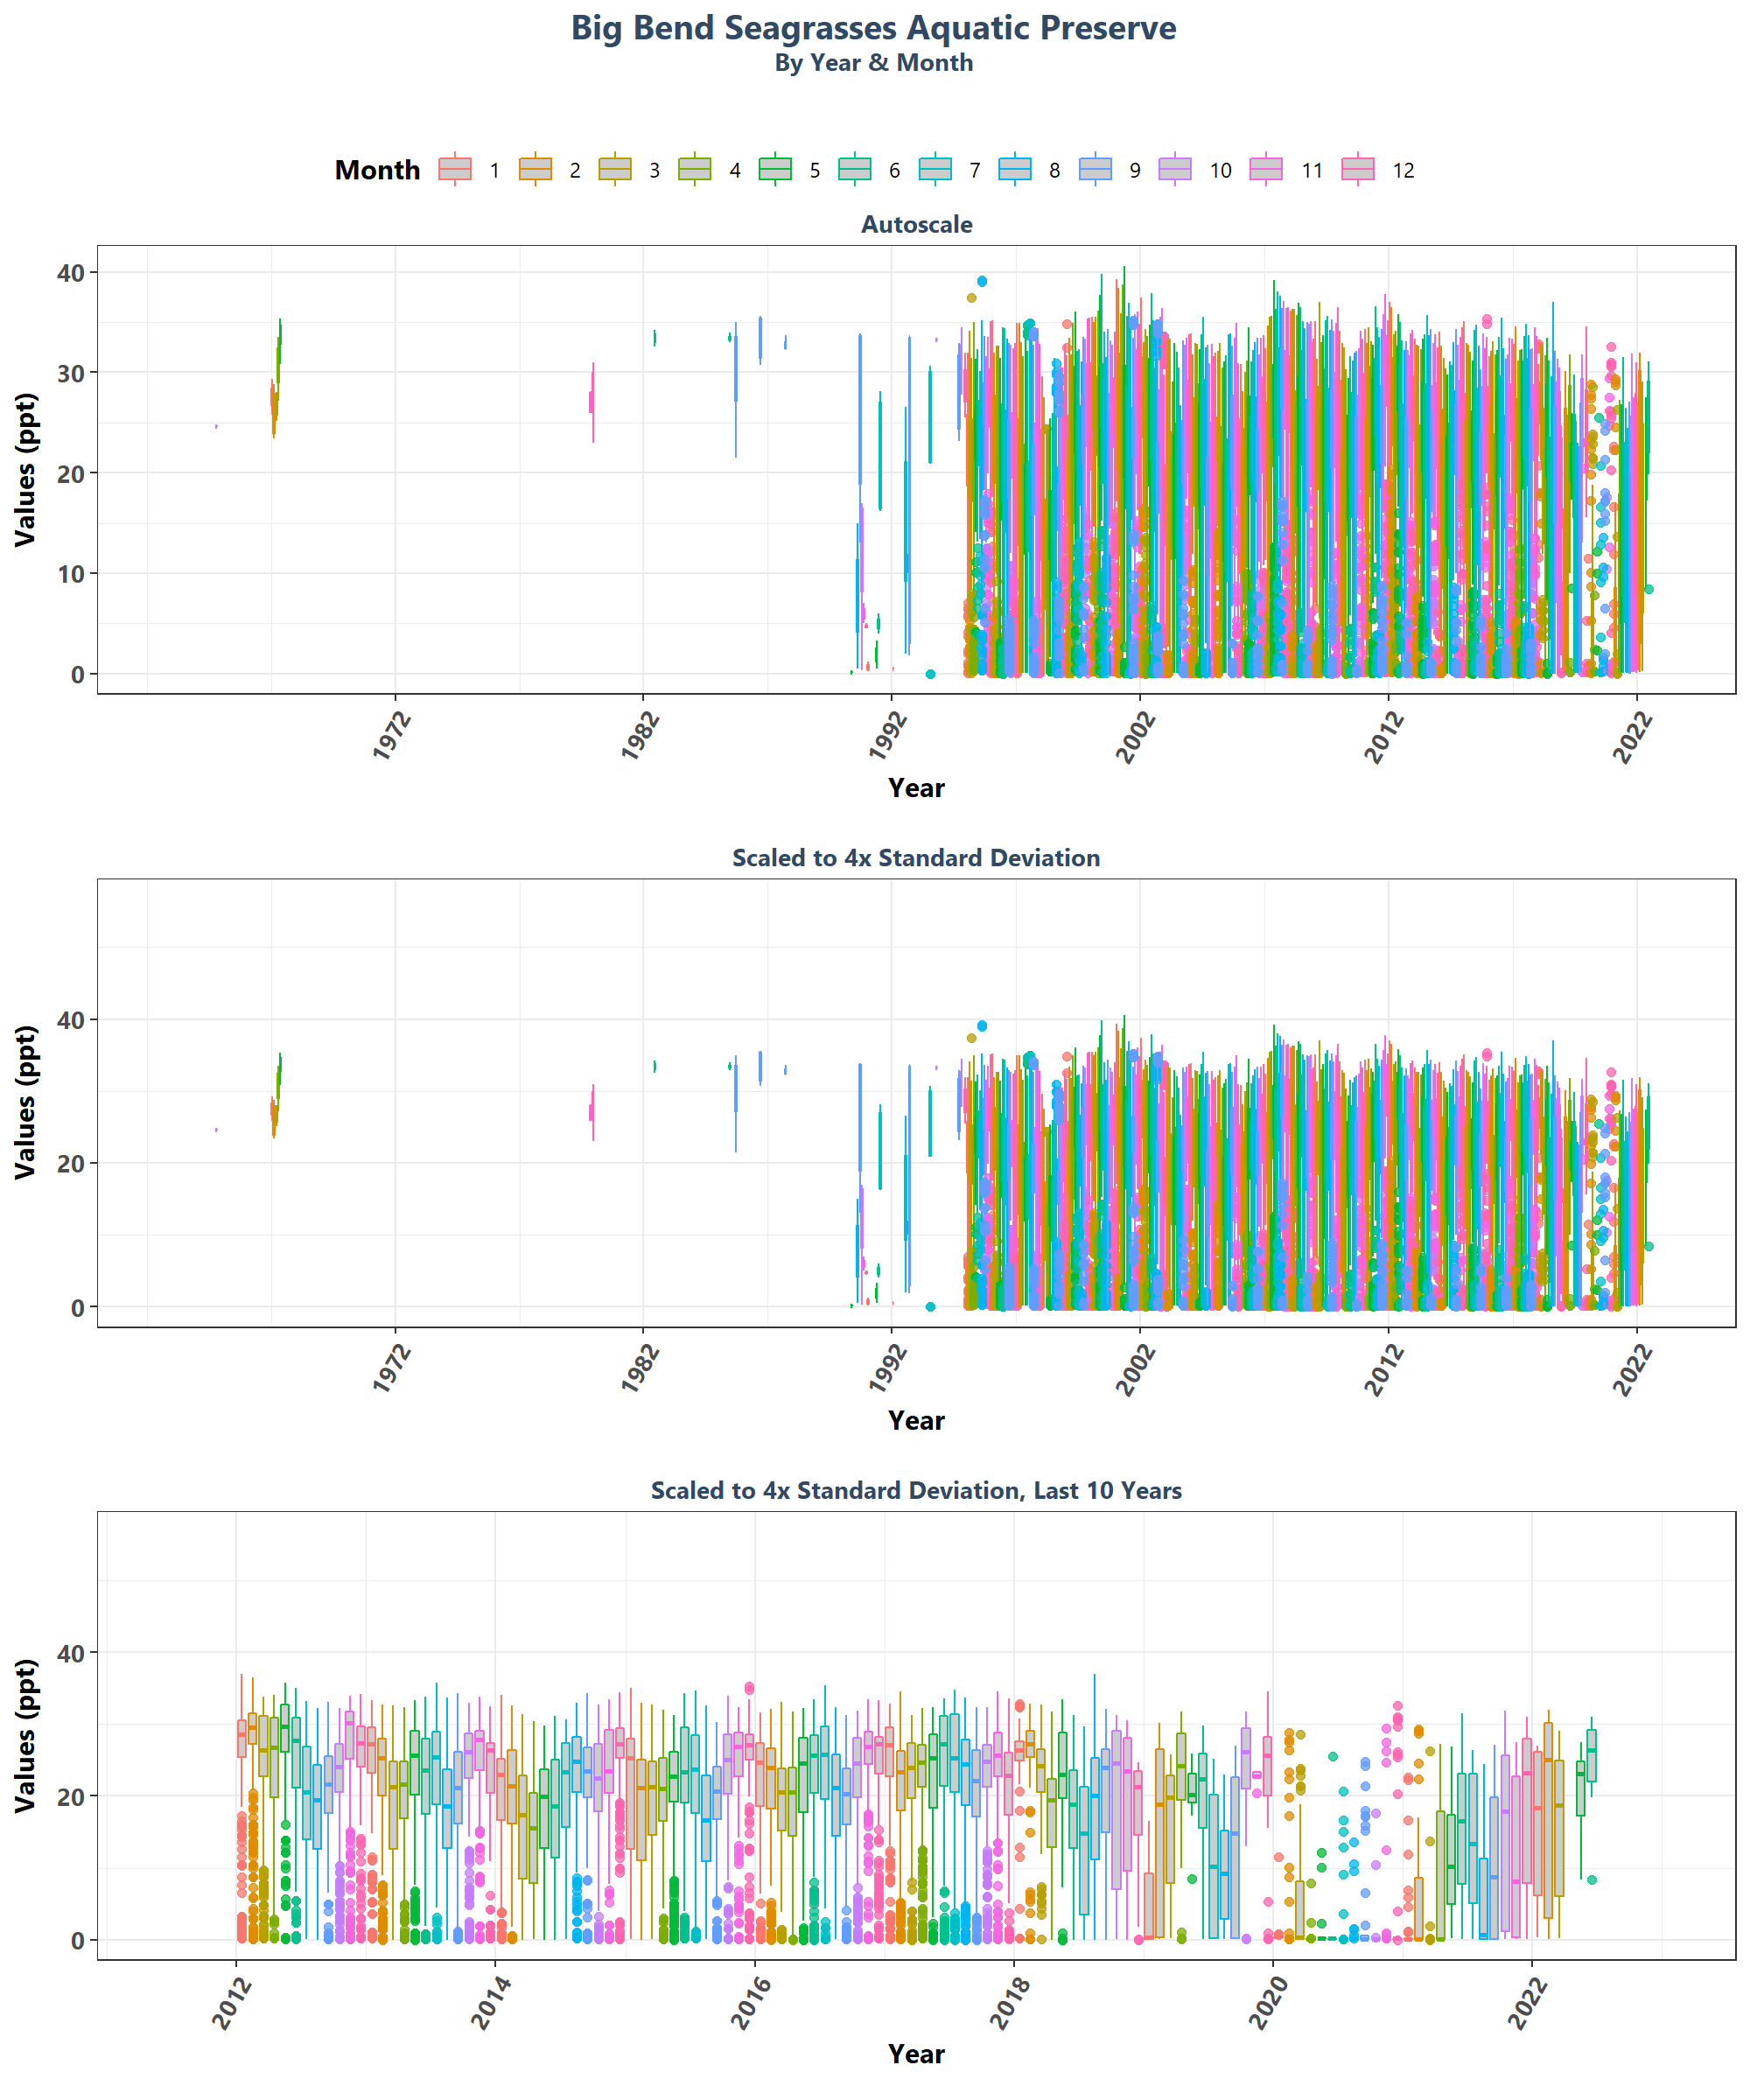 Big Bend Seagrasses Aquatic Preserve
By Year & Month
Month 1 2 3 4 5 6 7 8 9 10 11 12
Autoscale
Values (ppt)
40
30
20
10
0
1972 1982 1992 2002 2012 2022
Year
Scaled to 4x Standard Deviation
Values (ppt)
40
20
0
1972 1982 1992 2002 2012 2022
Year
Scaled to 4x Standard Deviation, Last 10 Years
Values (ppt)
40
20
0
2012 2014 2016 2018 2020 2022
Year